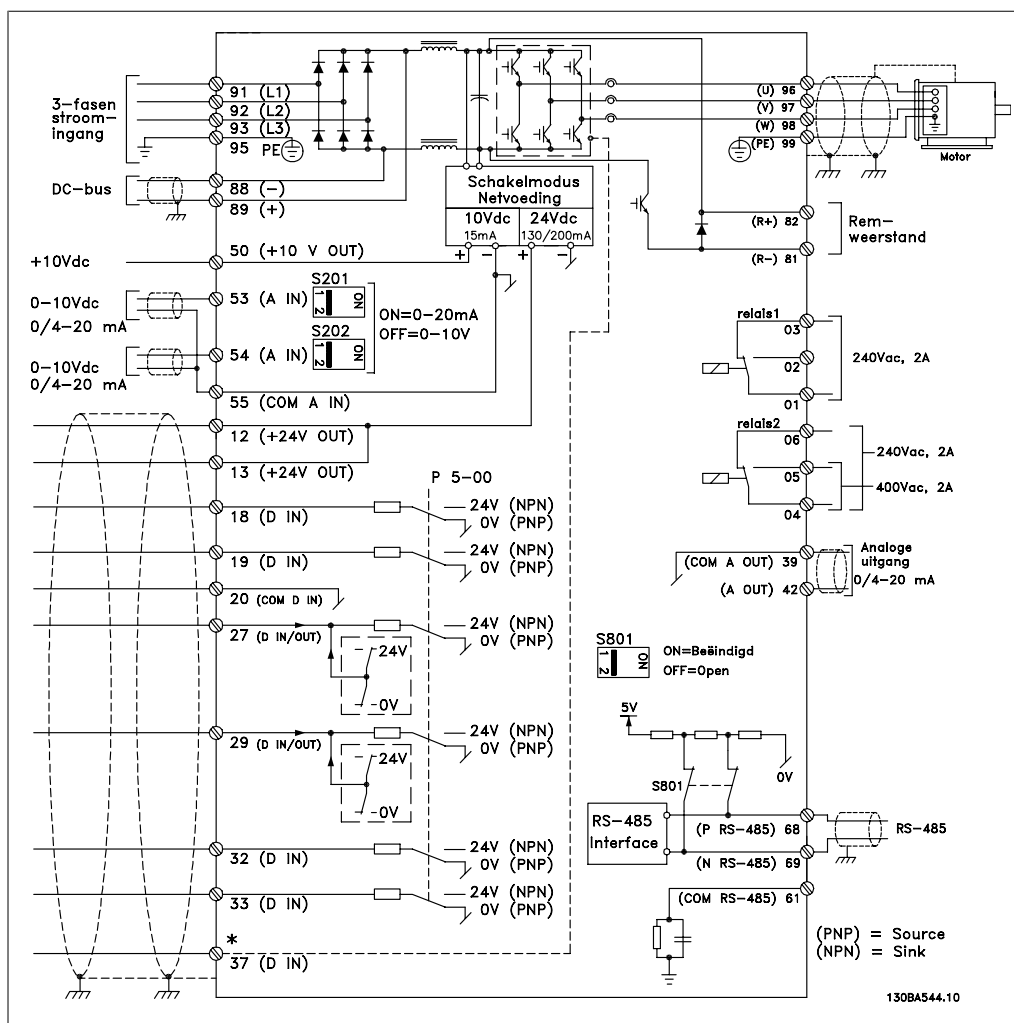 3-fasen
stroom-
ingang
91 (L1)
92 (L2)
93 (L3)
95 PE
DC-bus
88 (-)
89 (+)
+10Vdc
50 (+10 V OUT)
0-10Vdc
0/4-20 mA
53 (A IN)
S201
1 2
ON
ON=0-20mA
OFF=0-10V
S202
1 2
ON
0-10Vdc
0/4-20 mA
54 (A IN)
55 (COM A IN)
12 (+24V OUT)
13 (+24V OUT)
P 5-00
18 (D IN)
24V (NPN)
0V (PNP)
19 (D IN)
24V (NPN)
0V (PNP)
20 (COM D IN)
27 (D IN/OUT)
24V (NPN)
0V (PNP)
24V
0V
29 (D IN/OUT)
24V (NPN)
0V (PNP)
24V
0V
32 (D IN)
24V (NPN)
0V (PNP)
33 (D IN)
24V (NPN)
0V (PNP)
*
37 (D IN)
Schakelmodus
Netvoeding
10Vdc
15mA
24Vdc
130/200mA
+ - + -
(U) 96
(V) 97
(W) 98
(PE) 99
Motor
(R+) 82
(R-) 81
Rem-
weerstand
relais1
03
02
01
240Vac, 2A
relais2
06
05
04
240Vac, 2A
400Vac, 2A
(COM A OUT) 39
(A OUT) 42
Analoge
uitgang
0/4-20 mA
S801
1 2
ON
ON=Beëindigd
OFF=Open
5V
0V
S801
RS-485
Interface
(P RS-485) 68
(N RS-485) 69
RS-485
(COM RS-485) 61
(PNP) = Source
(NPN) = Sink
130BA544.10